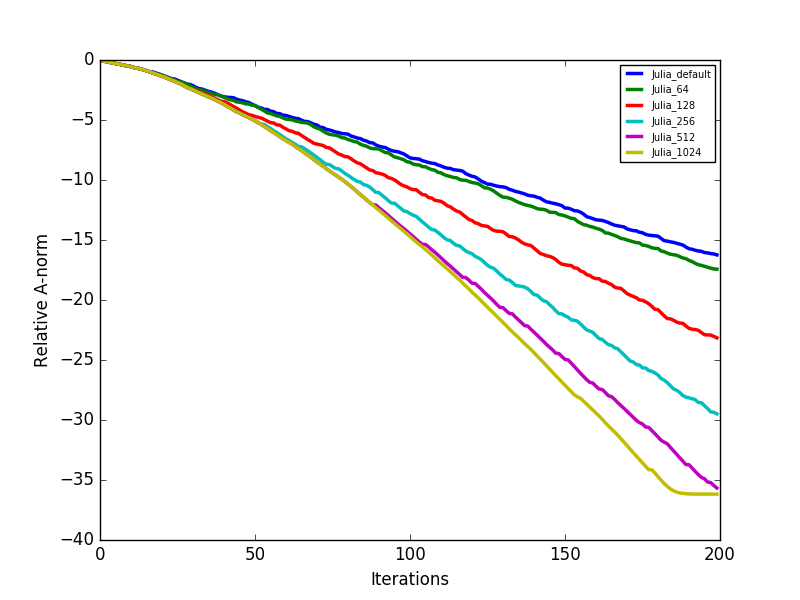 0
−5
−10
−15
−20
−25
−30
−35
−40
Relative A-norm
0 50 100 150 200
Iterations
Julia_default
Julia_64
Julia_128
Julia_256
Julia_512
Julia_1024